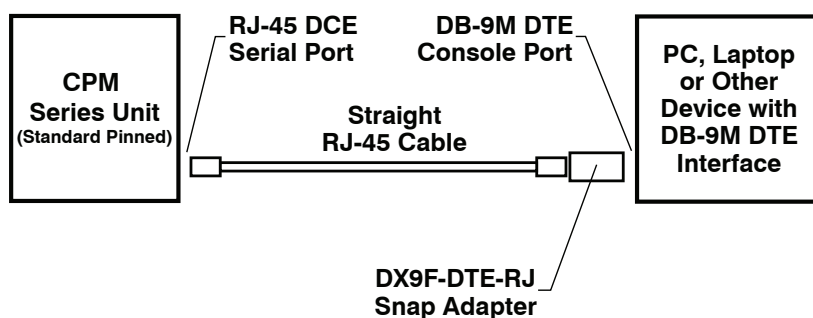 RJ-45 DCE
Serial Port
DB-9M DTE
Console Port
CPM
Series Unit
(Standard Pinned)
Straight
RJ-45 Cable
PC, Laptop
or Other
Device with
DB-9M DTE
Interface
DX9F-DTE-RJ
Snap Adapter